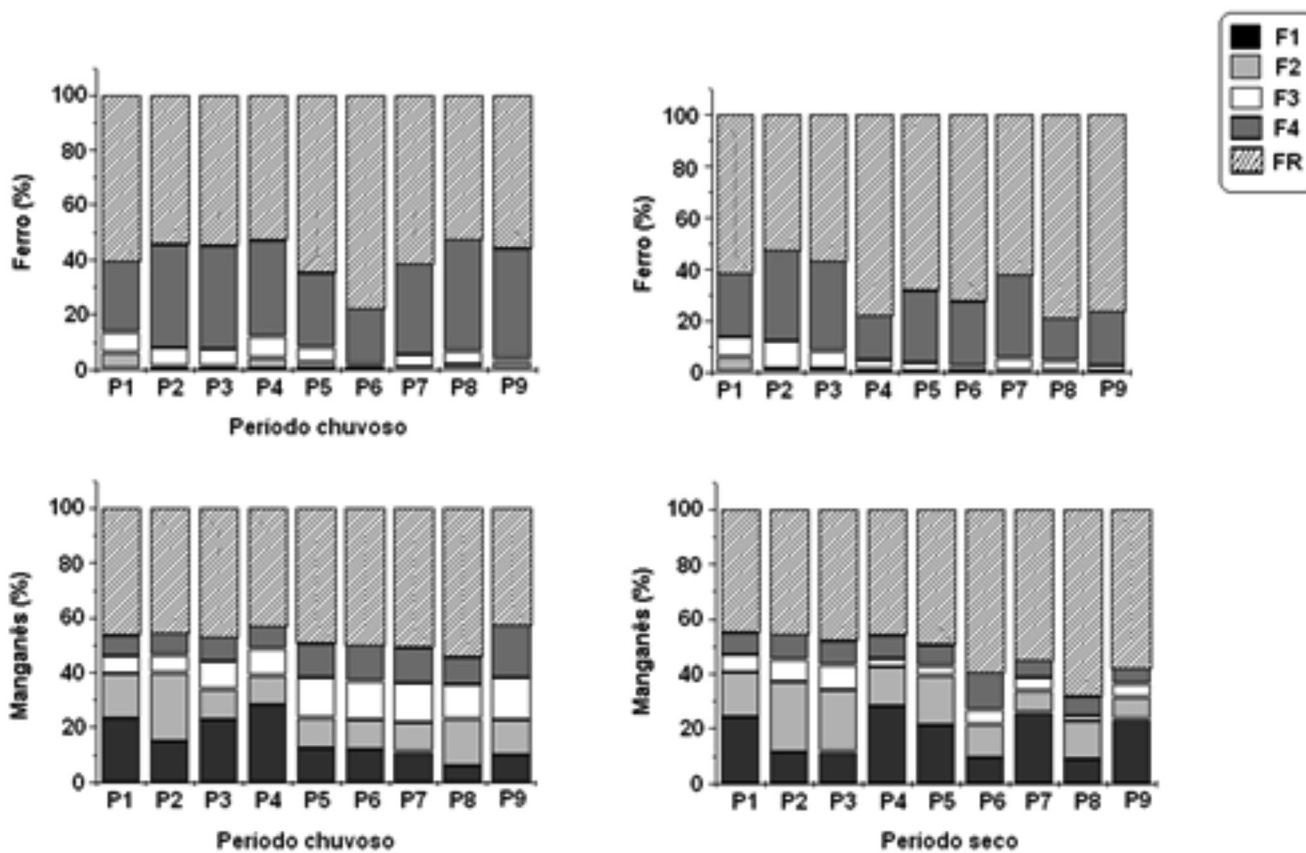 F1
F2
F3
F4
FR
Ferro (%)
100
80
60
40
20
0
P1 P2 P3 P4 P5 P6 P7 P8 P9
Período chuvoso
Ferro (%)
100
80
60
40
20
0
P1 P2 P3 P4 P5 P6 P7 P8 P9
Manganês (%)
100
80
60
40
20
0
P1 P2 P3 P4 P5 P6 P7 P8 P9
Período chuvoso
Manganês (%)
100
80
60
40
20
0
P1 P2 P3 P4 P5 P6 P7 P8 P9
Período seco